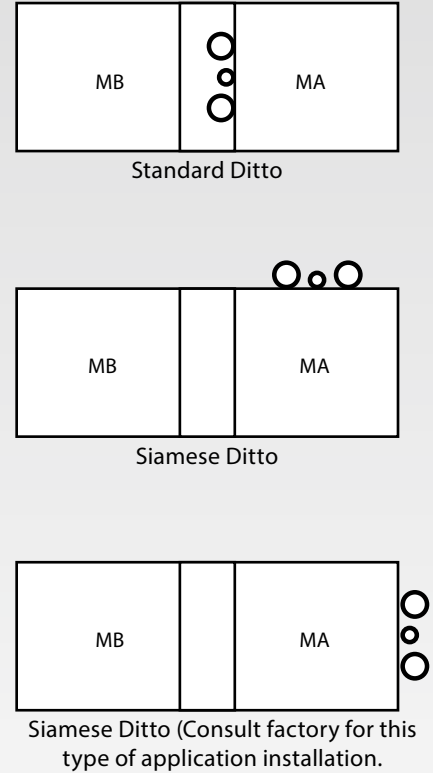 MB MA
Standard Ditto
MB MA
Siamese Ditto
MB MA
Siamese Ditto (Consult factory for this
type of application installation.